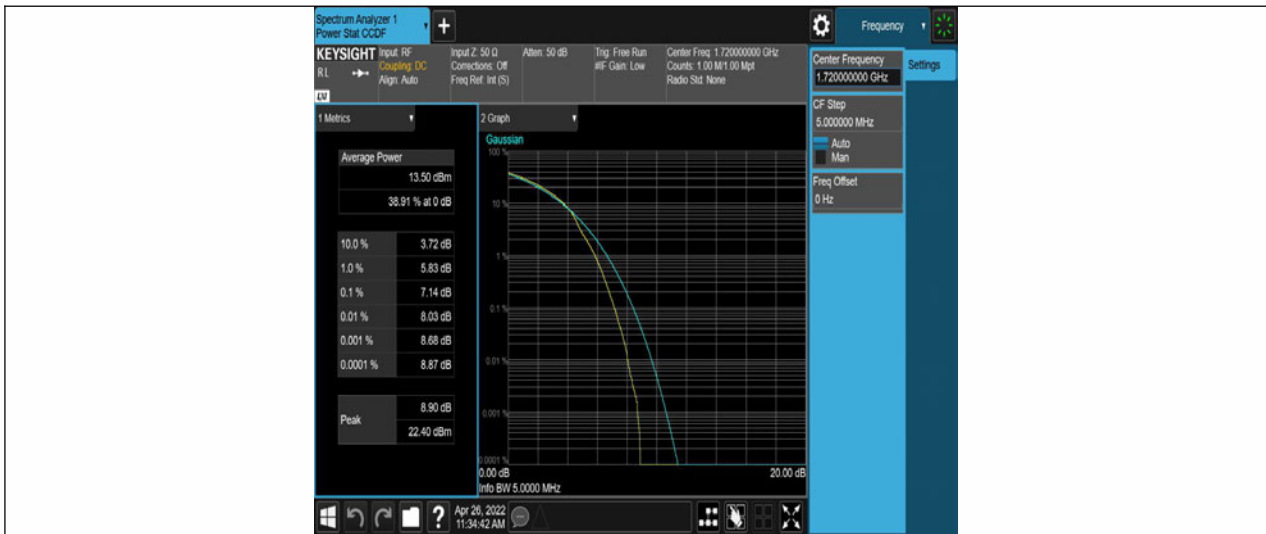 Spectrum Analyzer 1
Power Stat CCDF
Frequency
KEYSIGHT
RL
Input: RF
Coupling: DC
Align: Auto
Input Z: 50 Ω
Corrections: Off
Freq Ref: Int (S)
Atten: 50 dB
Trig: Free Run
#IF Gain: Low
Center Freq: 1.720000000 GHz
Counts: 1.00 M/1.00 Mpt
Radio Std: None
Center Frequency
1.720000000 GHz
Settings
CF Step
5.000000 MHz
Auto
Man
Freq Offset
0 Hz
1 Metrics
Average Power
13.50 dBm
38.91 % at 0 dB
10.0 % 3.72 dB
1.0 % 5.83 dB
0.1 % 7.14 dB
0.01 % 8.03 dB
0.001 % 8.68 dB
0.0001 % 8.87 dB
Peak
8.90 dB
22.40 dBm
2 Graph
Gaussian
100 %
10 %
1 %
0.1 %
0.01 %
0.001 %
0.0001 %
0.00 dB
20.00 dB
Info BW 5.0000 MHz
?
Apr 26, 2022
11:34:42 AM